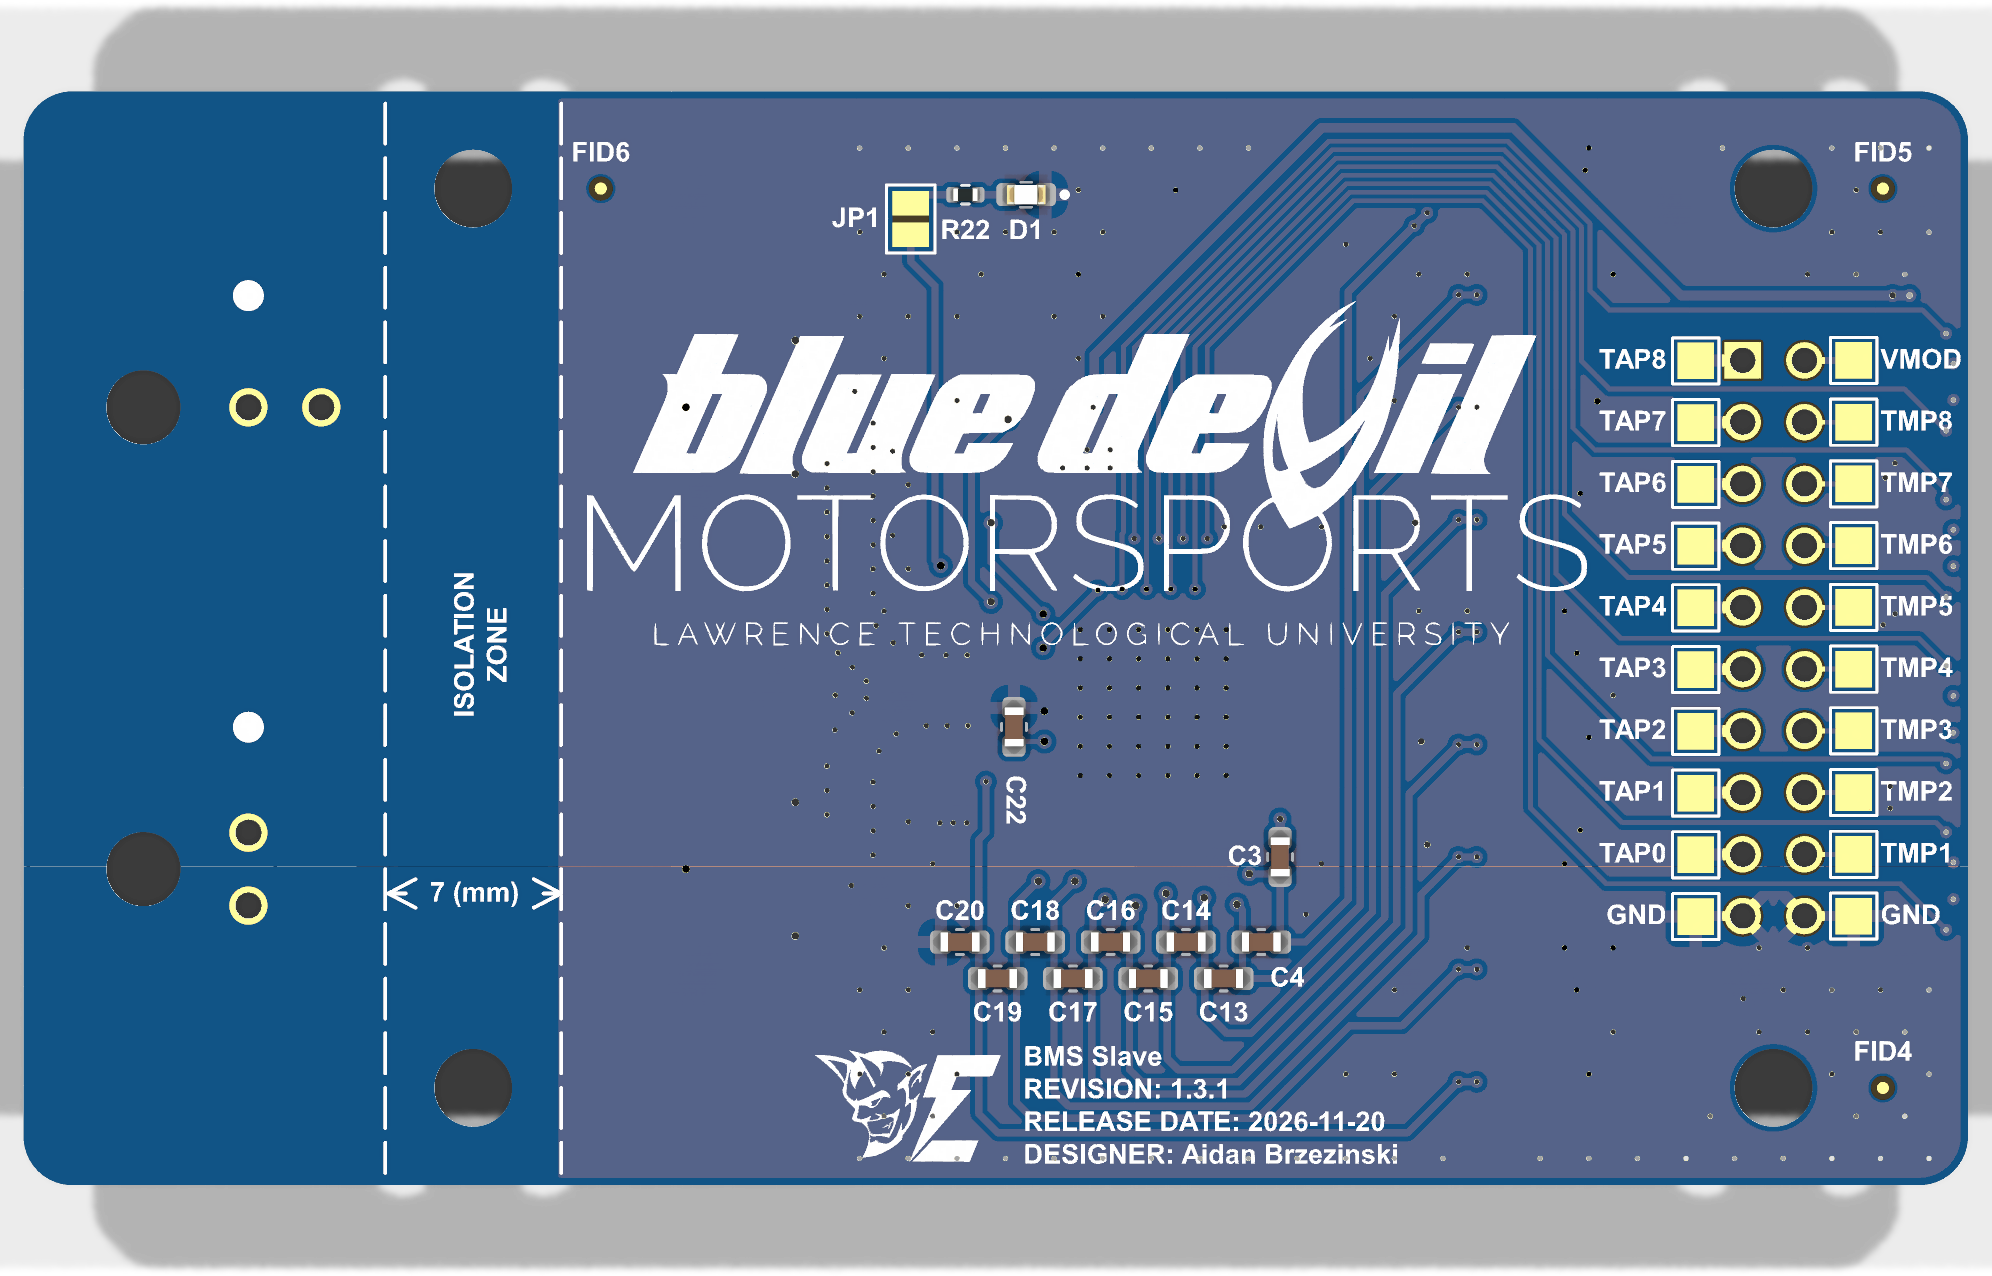 FID6
FID5
JP1
R22
D1
blue devil
MOTORSPORTS
LAWRENCE TECHNOLOGICAL UNIVERSITY
ISOLATION
ZONE
7 (mm)
TAP8
VMOD
TAP7
TMP8
TAP6
TMP7
TAP5
TMP6
TAP4
TMP5
TAP3
TMP4
TAP2
TMP3
TAP1
TMP2
TAP0
TMP1
GND
GND
C22
C3
C20
C18
C16
C14
C4
C19
C17
C15
C13
E
BMS Slave
REVISION: 1.3.1
RELEASE DATE: 2026-11-20
DESIGNER: Aidan Brzezinski
FID4